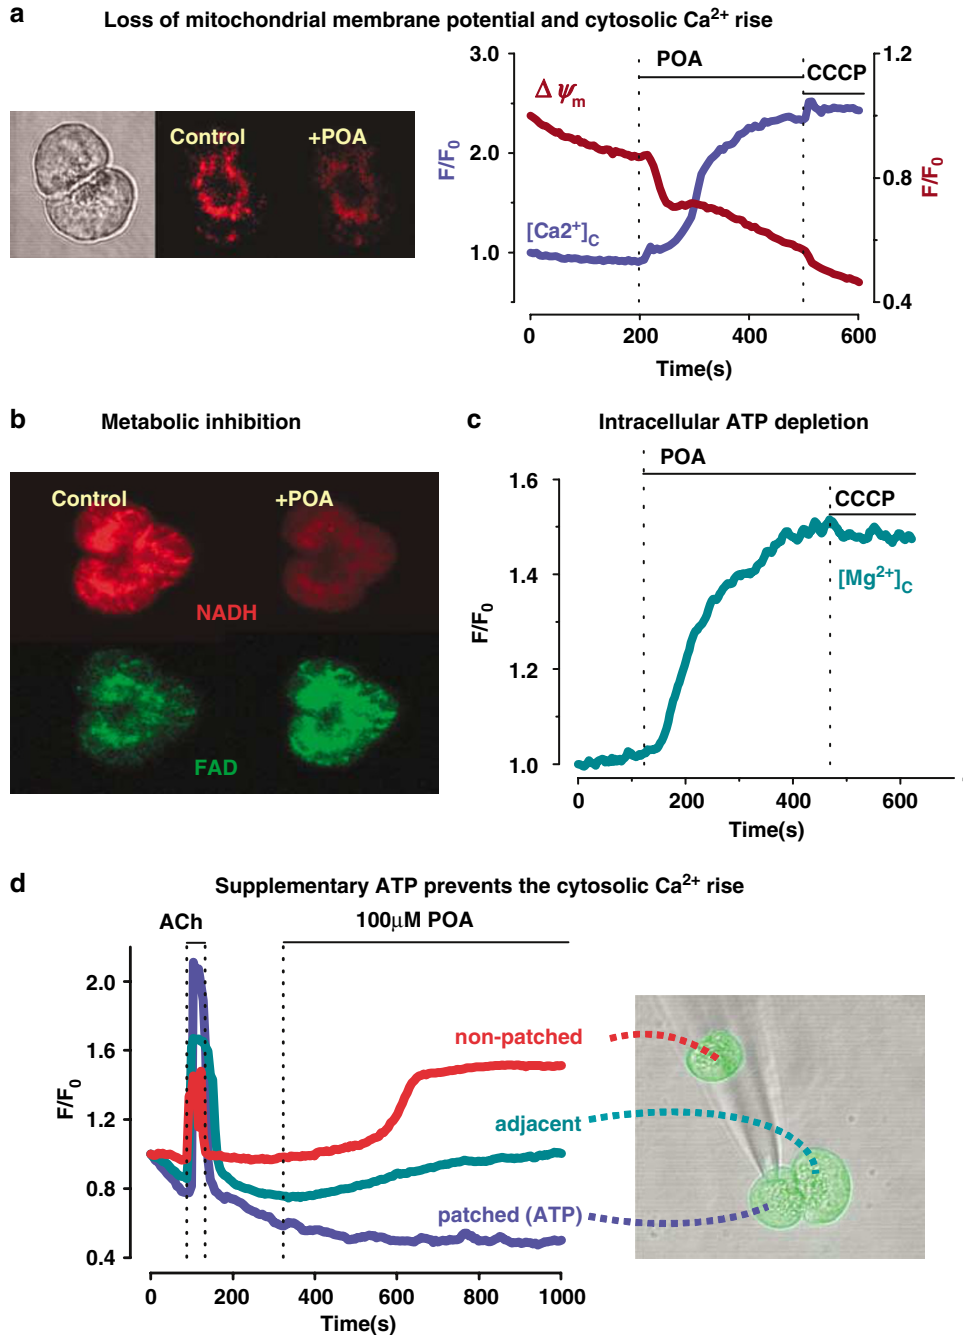 a
Loss of mitochondrial membrane potential and cytosolic Ca²⁺ rise
Control
+POA
3.0
2.0
1.0
F/F₀
POA
CCCP
Δψₘ
[Ca2⁺]C
1.2
0.8
0.4
F/F₀
0 200 400 600
Time(s)
b
Metabolic inhibition
Control
+POA
NADH
FAD
c
Intracellular ATP depletion
POA
CCCP
[Mg²⁺]C
1.6
1.4
1.2
1.0
F/F₀
0 200 400 600
Time(s)
d
Supplementary ATP prevents the cytosolic Ca²⁺ rise
ACh
100μM POA
2.0
1.6
1.2
0.8
0.4
F/F₀
non-patched
adjacent
patched (ATP)
0 200 400 600 800 1000
Time(s)